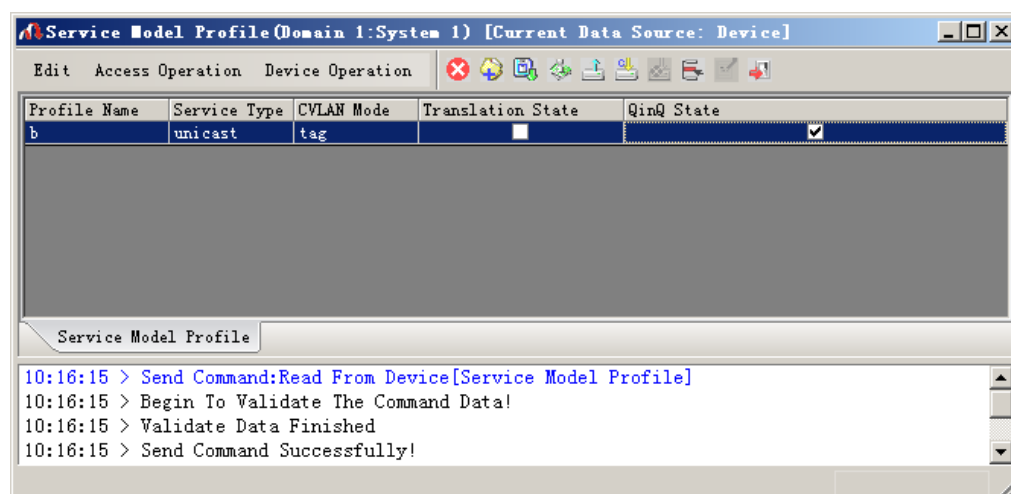 Service Model Profile(Domain 1:System 1) [Current Data Source: Device]
Edit Access Operation Device Operation
Profile Name Service Type CVLAN Mode Translation State QinQ State
b unicast tag
Service Model Profile
10:16:15 > Send Command:Read From Device[Service Model Profile]
10:16:15 > Begin To Validate The Command Data!
10:16:15 > Validate Data Finished
10:16:15 > Send Command Successfully!